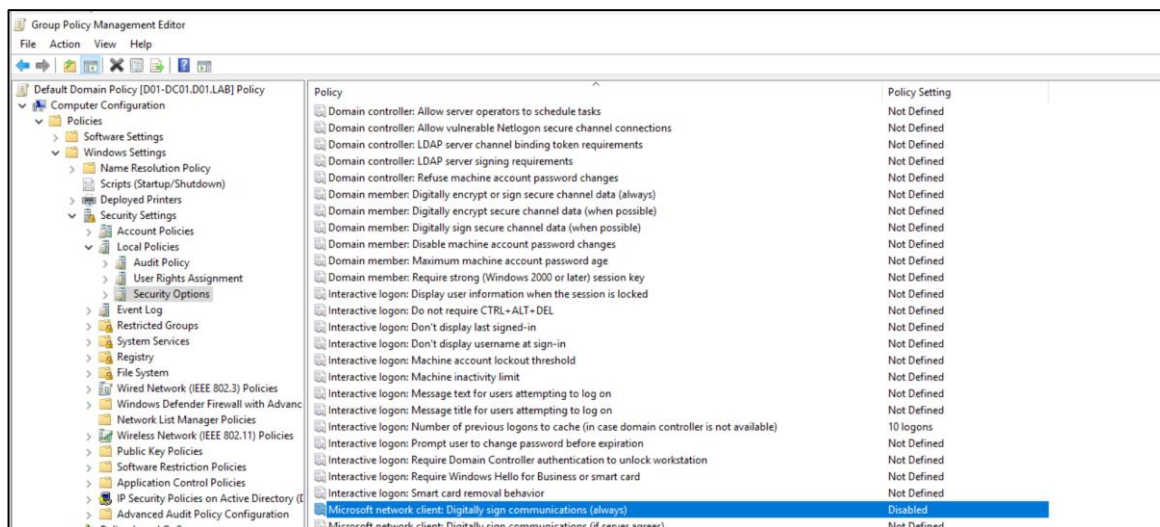 Group Policy Management Editor
File Action View Help
Default Domain Policy [D01-DC01.D01.LAB] Policy
Computer Configuration
Policies
Software Settings
Windows Settings
Name Resolution Policy
Scripts (Startup/Shutdown)
Deployed Printers
Security Settings
Account Policies
Local Policies
Audit Policy
User Rights Assignment
Security Options
Event Log
Restricted Groups
System Services
Registry
File System
Wired Network (IEEE 802.3) Policies
Windows Defender Firewall with Advanc
Network List Manager Policies
Wireless Network (IEEE 802.11) Policies
Public Key Policies
Software Restriction Policies
Application Control Policies
IP Security Policies on Active Directory (
Advanced Audit Policy Configuration
Policy Policy Setting
Domain controller: Allow server operators to schedule tasks Not Defined
Domain controller: Allow vulnerable Netlogon secure channel connections Not Defined
Domain controller: LDAP server channel binding token requirements Not Defined
Domain controller: LDAP server signing requirements Not Defined
Domain controller: Refuse machine account password changes Not Defined
Domain member: Digitally encrypt or sign secure channel data (always) Not Defined
Domain member: Digitally encrypt secure channel data (when possible) Not Defined
Domain member: Digitally sign secure channel data (when possible) Not Defined
Domain member: Disable machine account password changes Not Defined
Domain member: Maximum machine account password age Not Defined
Domain member: Require strong (Windows 2000 or later) session key Not Defined
Interactive logon: Display user information when the session is locked Not Defined
Interactive logon: Do not require CTRL+ALT+DEL Not Defined
Interactive logon: Don't display last signed-in Not Defined
Interactive logon: Don't display username at sign-in Not Defined
Interactive logon: Machine account lockout threshold Not Defined
Interactive logon: Machine inactivity limit Not Defined
Interactive logon: Message text for users attempting to log on Not Defined
Interactive logon: Message title for users attempting to log on Not Defined
Interactive logon: Number of previous logons to cache (in case domain controller is not available) 10 logons
Interactive logon: Prompt user to change password before expiration Not Defined
Interactive logon: Require Domain Controller authentication to unlock workstation Not Defined
Interactive logon: Require Windows Hello for Business or smart card Not Defined
Interactive logon: Smart card removal behavior Not Defined
Microsoft network client: Digitally sign communications (always) Disabled
Microsoft network client: Digitally sign communications (if server agrees) Not Defined